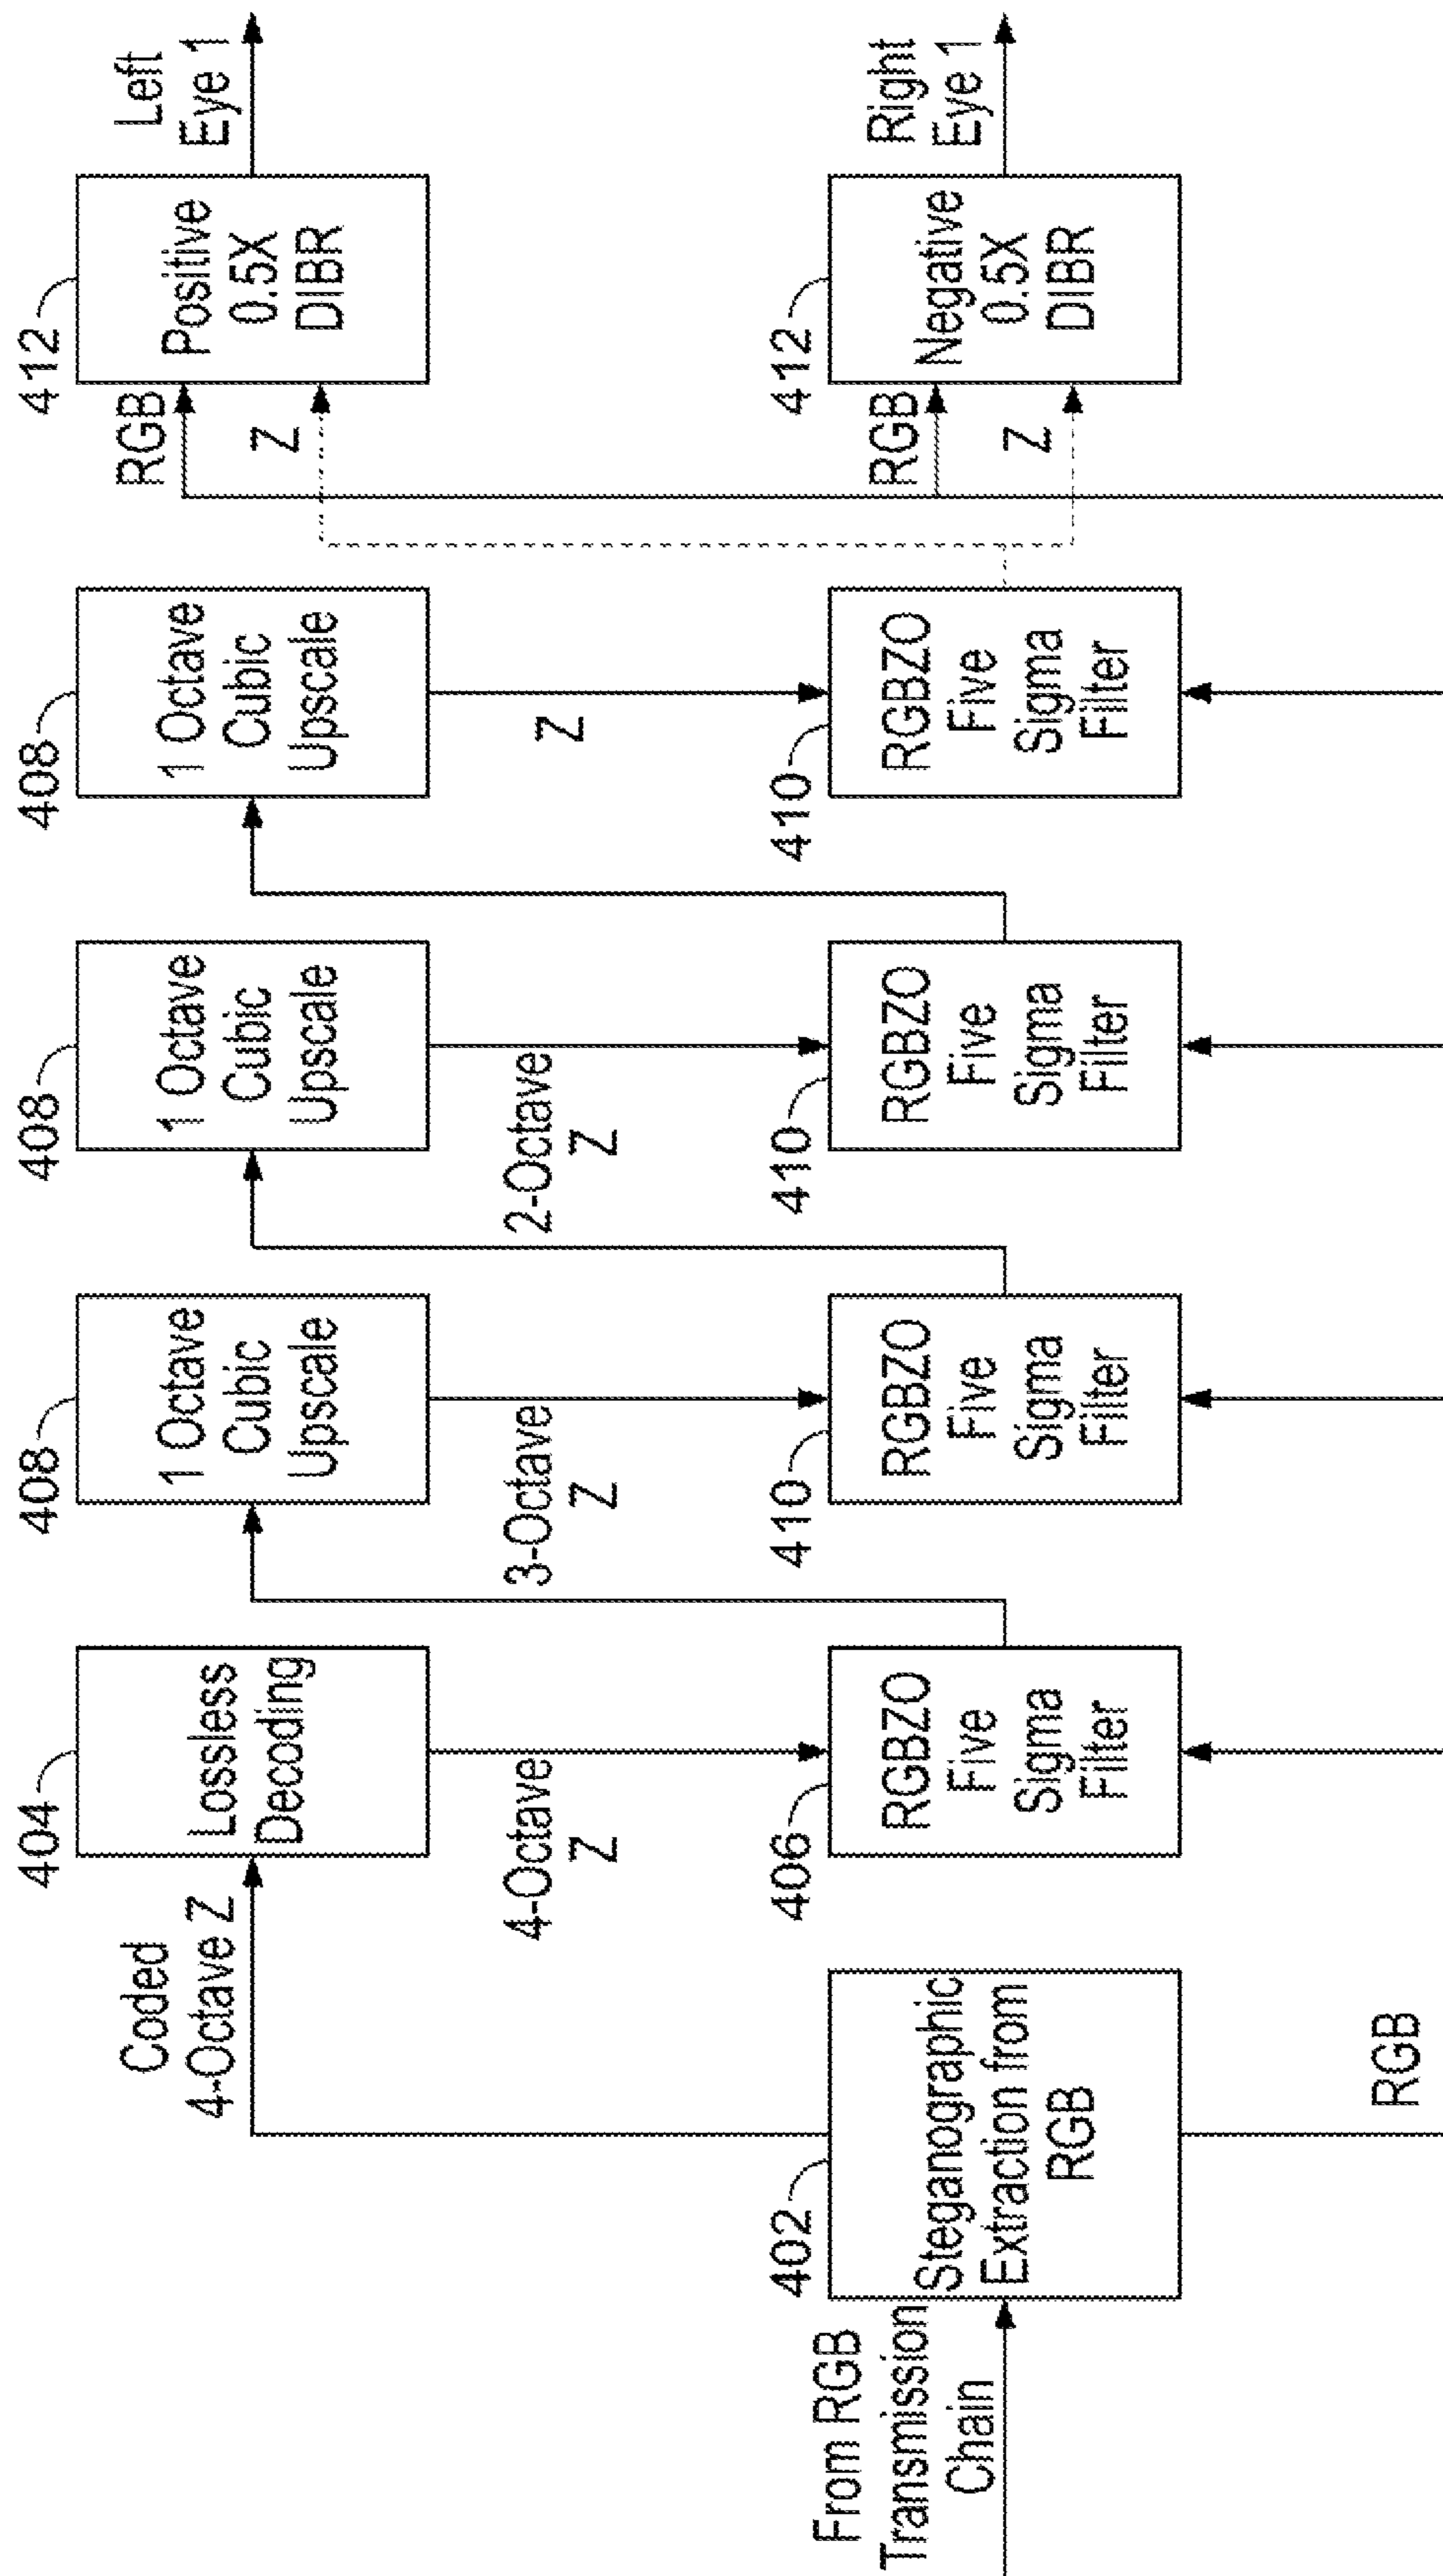 From RGB
Transmission
Chain
402
Steganographic
Extraction from
RGB
RGB
Coded
4-Octave Z
404
Lossless
Decoding
4-Octave
Z
406
RGBZO
Five
Sigma
Filter
408
1 Octave
Cubic
Upscale
3-Octave
Z
410
RGBZO
Five
Sigma
Filter
408
1 Octave
Cubic
Upscale
2-Octave
Z
410
RGBZO
Five
Sigma
Filter
408
1 Octave
Cubic
Upscale
Z
410
RGBZO
Five
Sigma
Filter
412
RGB
Z
Positive
0.5X
DIBR
Left
Eye 1
412
RGB
Z
Negative
0.5X
DIBR
Right
Eye 1